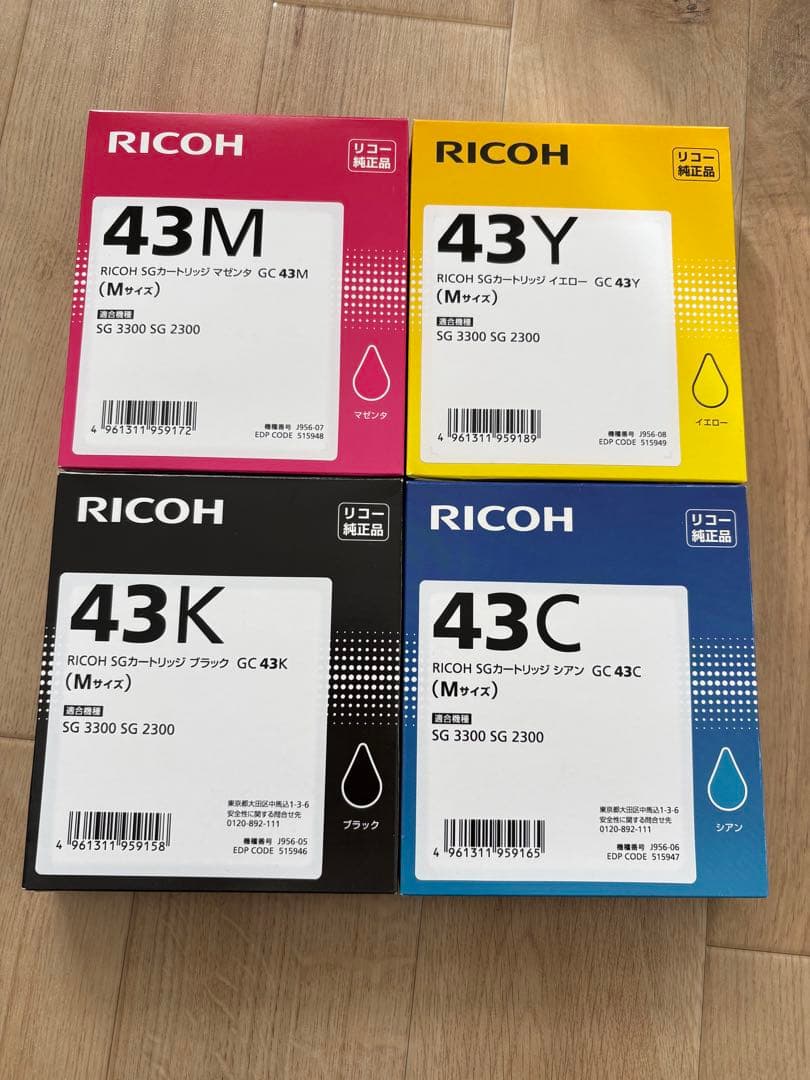 RICOH
リコー
純正品
43M
RICOH SGカートリッジ マゼンタ GC 43M
(Mサイズ)
適合機種
SG 3300 SG 2300
マゼンタ
4 961311 959172
機種番号 J956-07
EDP CODE 515948
RICOH
リコー
純正品
43Y
RICOH SGカートリッジ イエロー GC 43Y
(Mサイズ)
適合機種
SG 3300 SG 2300
イエロー
4 961311 959189
機種番号 J956-08
EDP CODE 515949
RICOH
リコー
純正品
43K
RICOH SGカートリッジ ブラック GC 43K
(Mサイズ)
適合機種
SG 3300 SG 2300
東京都大田区中馬込1-3-6
安全性に関する問合せ先
0120-892-111
ブラック
4 961311 959158
機種番号 J956-05
EDP CODE 515946
RICOH
リコー
純正品
43C
RICOH SGカートリッジ シアン GC 43C
(Mサイズ)
適合機種
SG 3300 SG 2300
東京都大田区中馬込1-3-6
安全性に関する問合せ先
0120-892-111
シアン
4 961311 959165
機種番号 J956-06
EDP CODE 515947